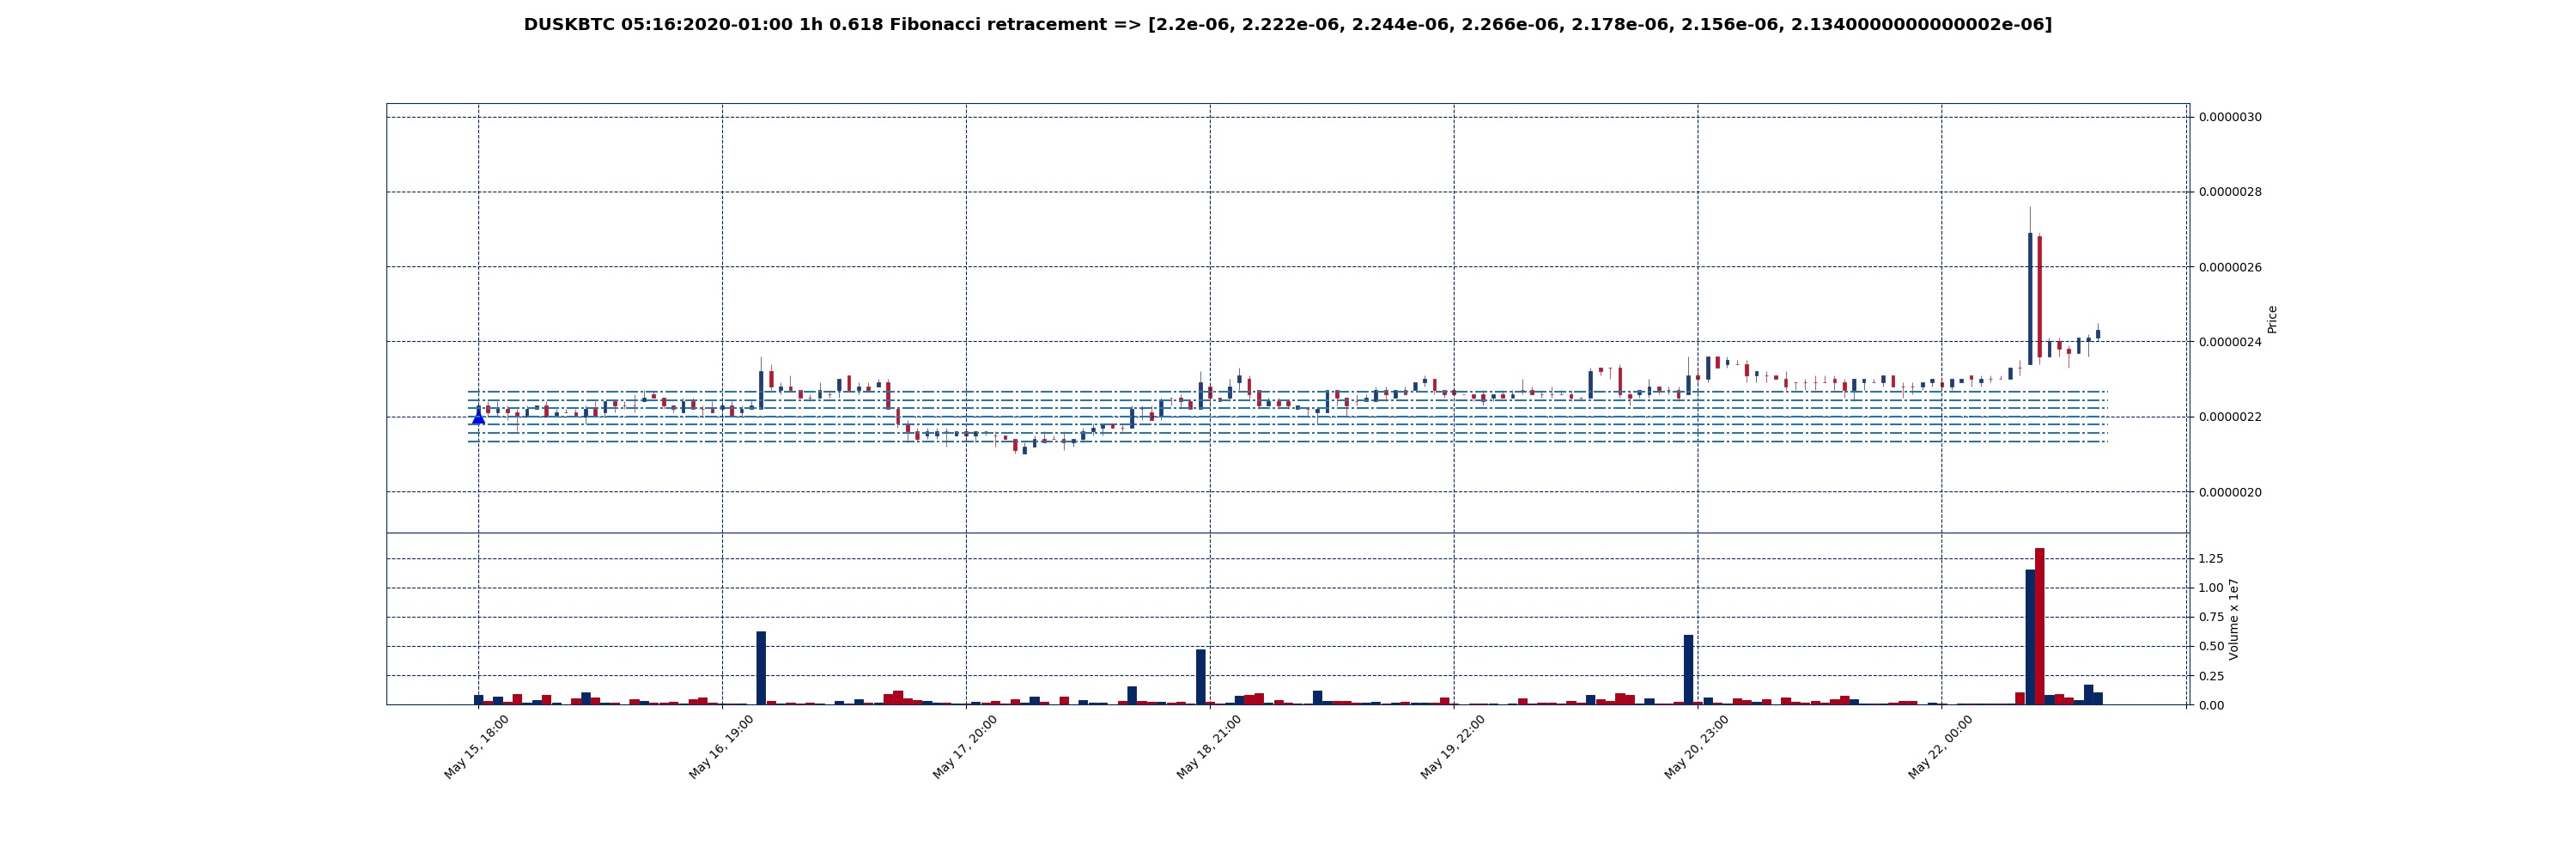 DUSKBTC 05:16:2020-01:00 1h 0.618 Fibonacci retracement => [2.2e-06, 2.222e-06, 2.244e-06, 2.266e-06, 2.178e-06, 2.156e-06, 2.1340000000000002e-06]
0.0000030
0.0000028
0.0000026
0.0000024
0.0000022
0.0000020
Price
1.25
1.00
0.75
0.50
0.25
0.00
Volume x 1e7
May 15, 18:00
May 16, 19:00
May 17, 20:00
May 18, 21:00
May 19, 22:00
May 20, 23:00
May 22, 00:00